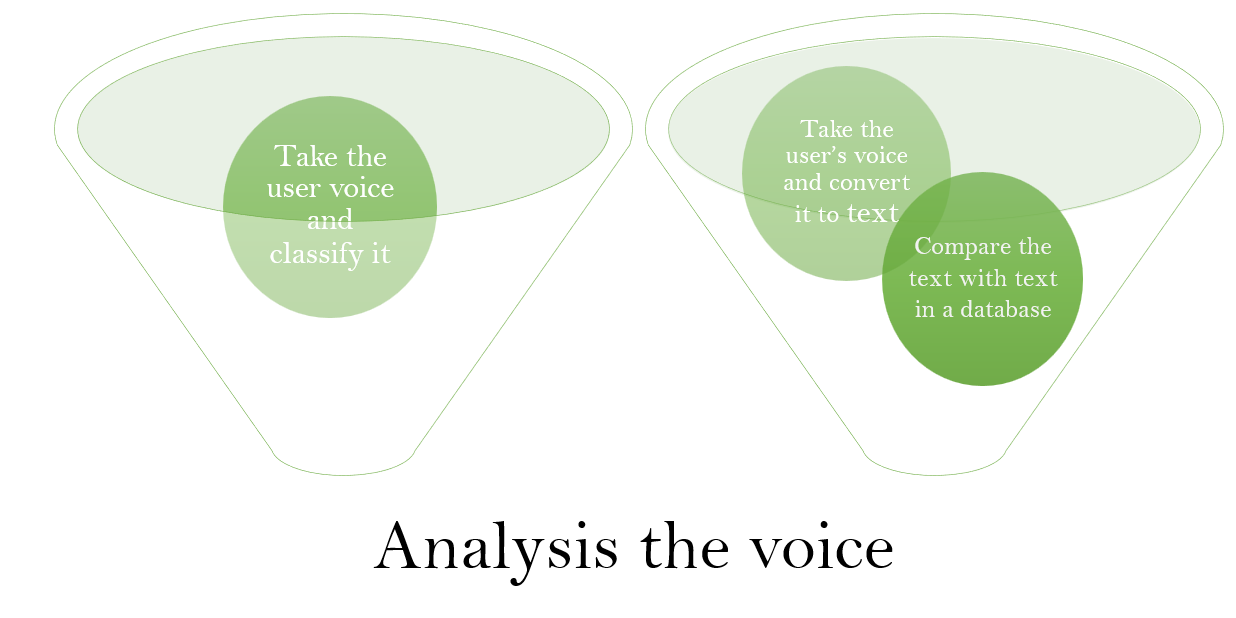 Take the
user voice
and
classify it
Take the
user’s voice
and convert
it to text
Compare the
text with text
in a database
Analysis the voice